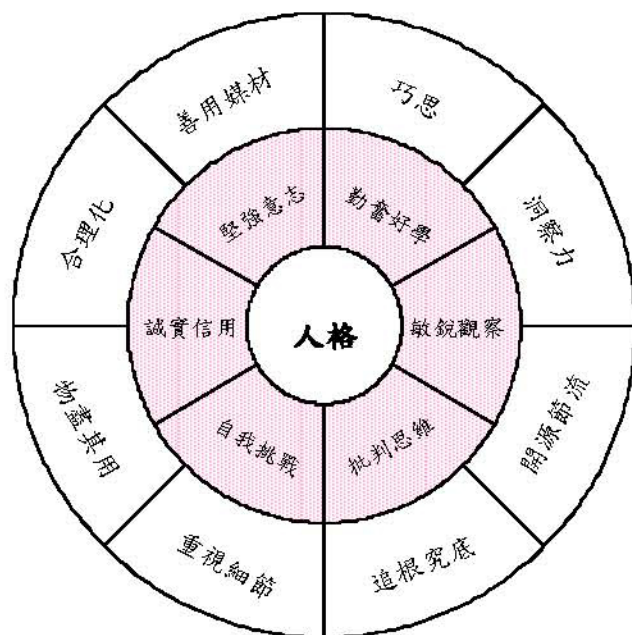 善用媒材
巧思
合理化
堅強意志
勤奮好學
洞察力
誠實信用
人格
敏銳觀察
物盡其用
自我挑戰
批判思維
開源節流
重視細節
追根究底